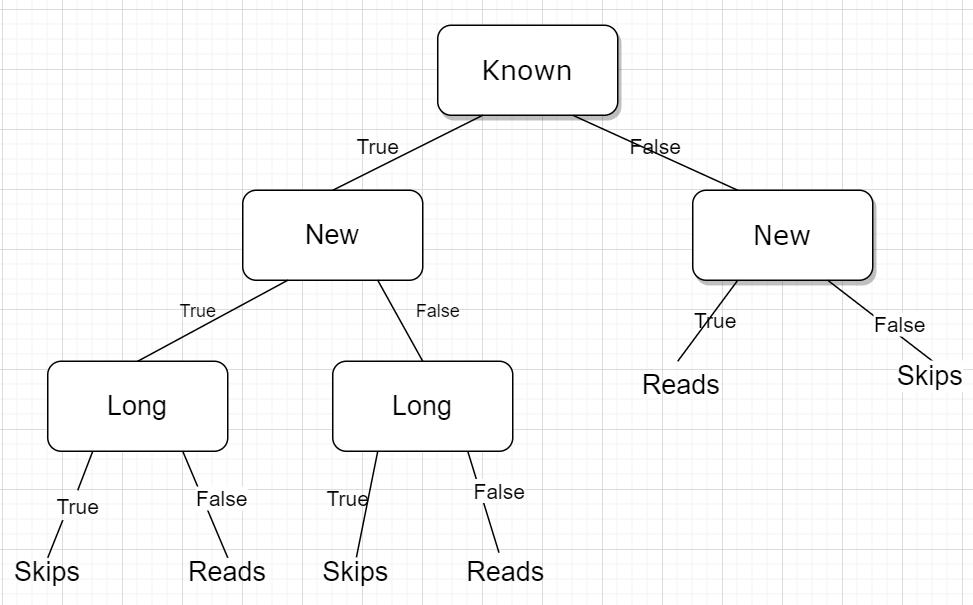 Known
True
False
New
New
True
False
True
False
Reads
Skips
Long
Long
True
False
True
False
Skips
Reads
Skips
Reads